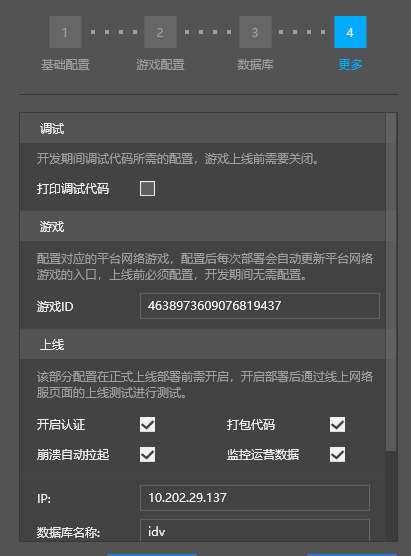 1 2 3 4
基础配置 游戏配置 数据库 更多
调试
开发期间调试代码所需的配置，游戏上线前需要关闭。
打印调试代码
游戏
配置对应的平台网络游戏，配置后每次部署会自动更新平台网络
游戏的入口，上线前必须配置，开发期间无需配置。
游戏ID 4638973609076819437
上线
该部分配置在正式上线部署前需开启，开启部署后通过线上网络
服页面的上线测试进行测试。
开启认证 打包代码
崩溃自动拉起 监控运营数据
IP: 10.202.29.137
数据库名称: idv